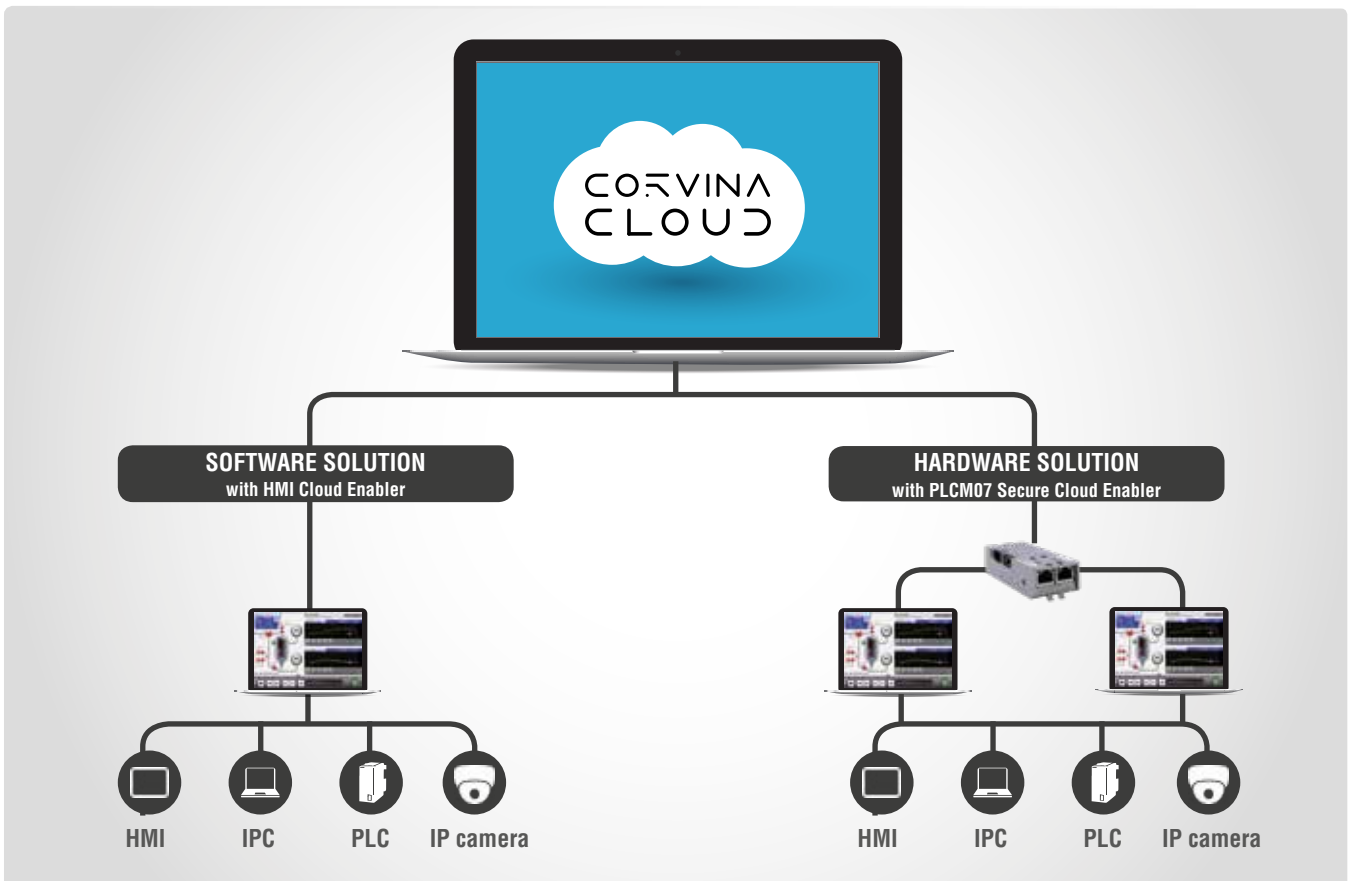 CORVINA
CLOUD
SOFTWARE SOLUTION
with HMI Cloud Enabler
HARDWARE SOLUTION
with PLCM07 Secure Cloud Enabler
HMI
IPC
PLC
IP camera
HMI
IPC
PLC
IP camera